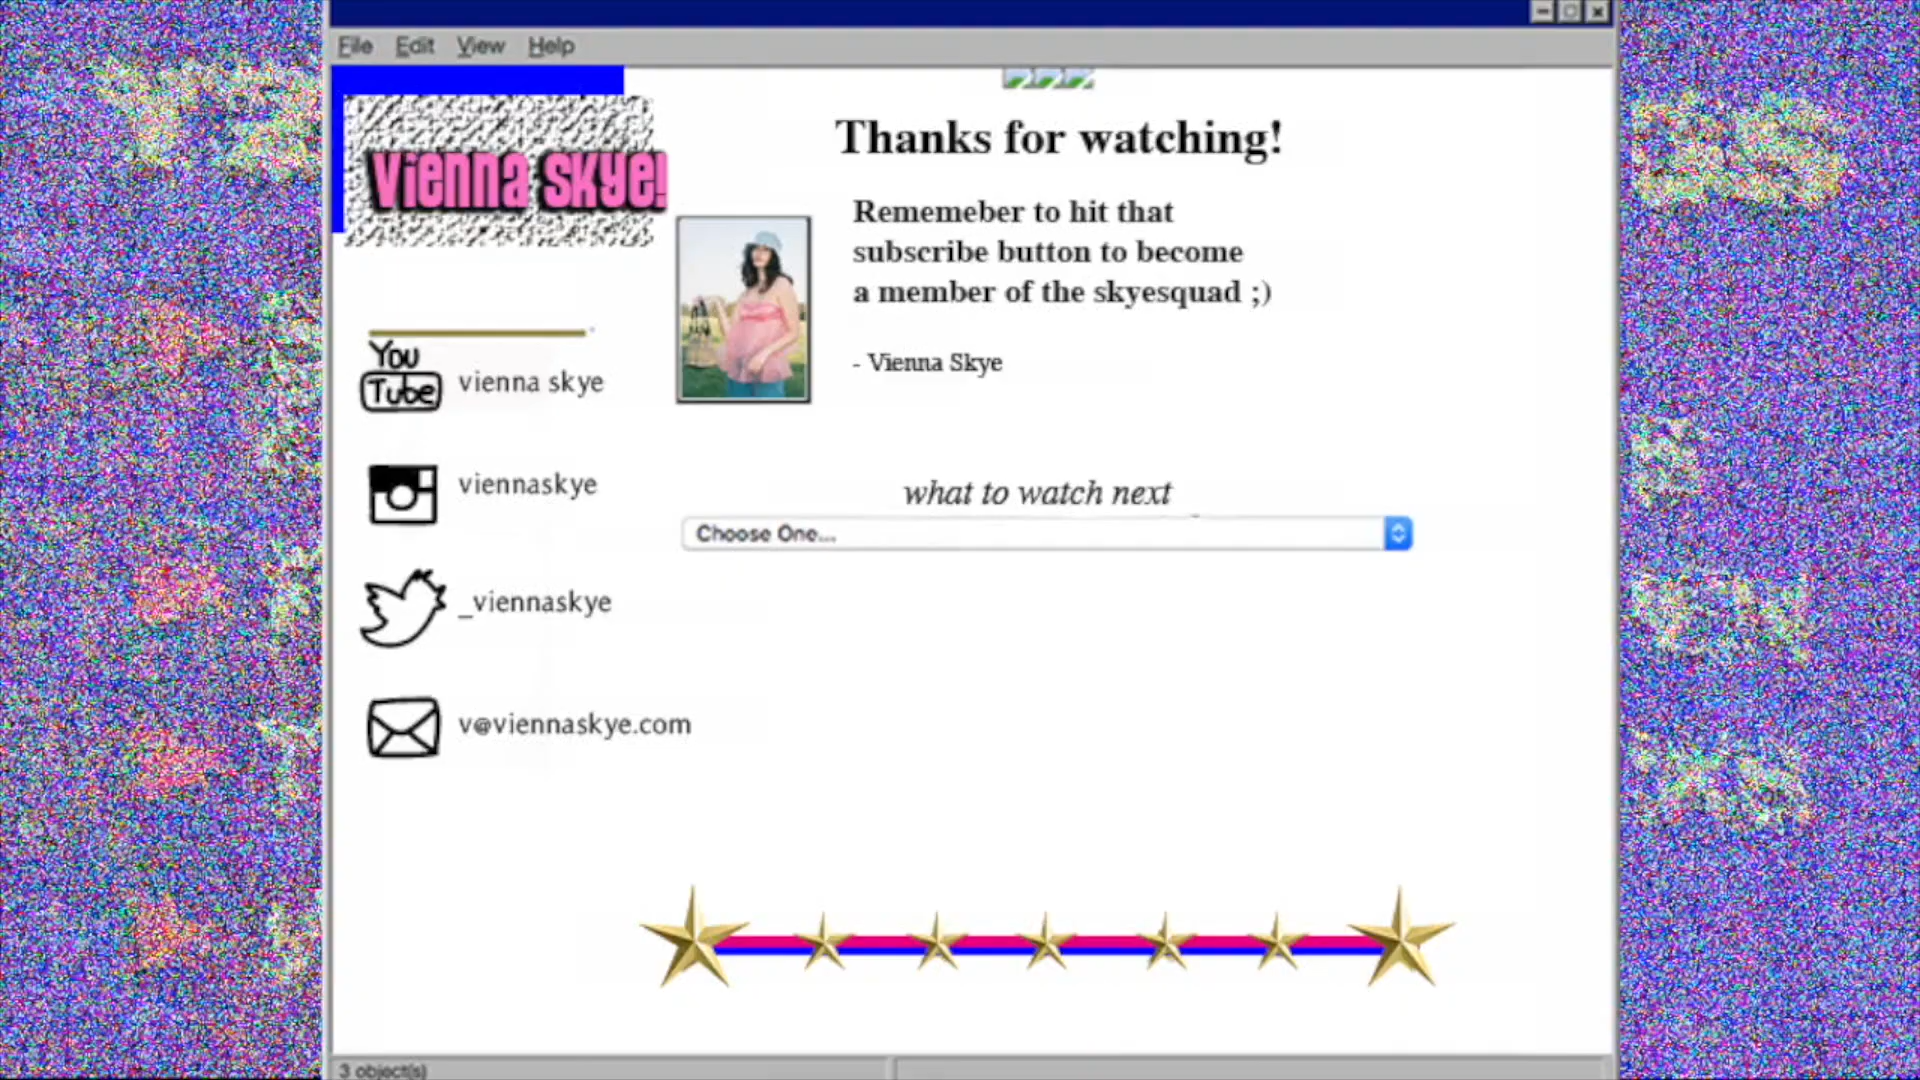 File Edit View Help
Vienna Skye!
Thanks for watching!
Rememeber to hit that
subscribe button to become
a member of the skyesquad ;)
- Vienna Skye
You
Tube
vienna skye
viennaskye
_viennaskye
v@viennaskye.com
what to watch next
Choose One...
3 object(s)